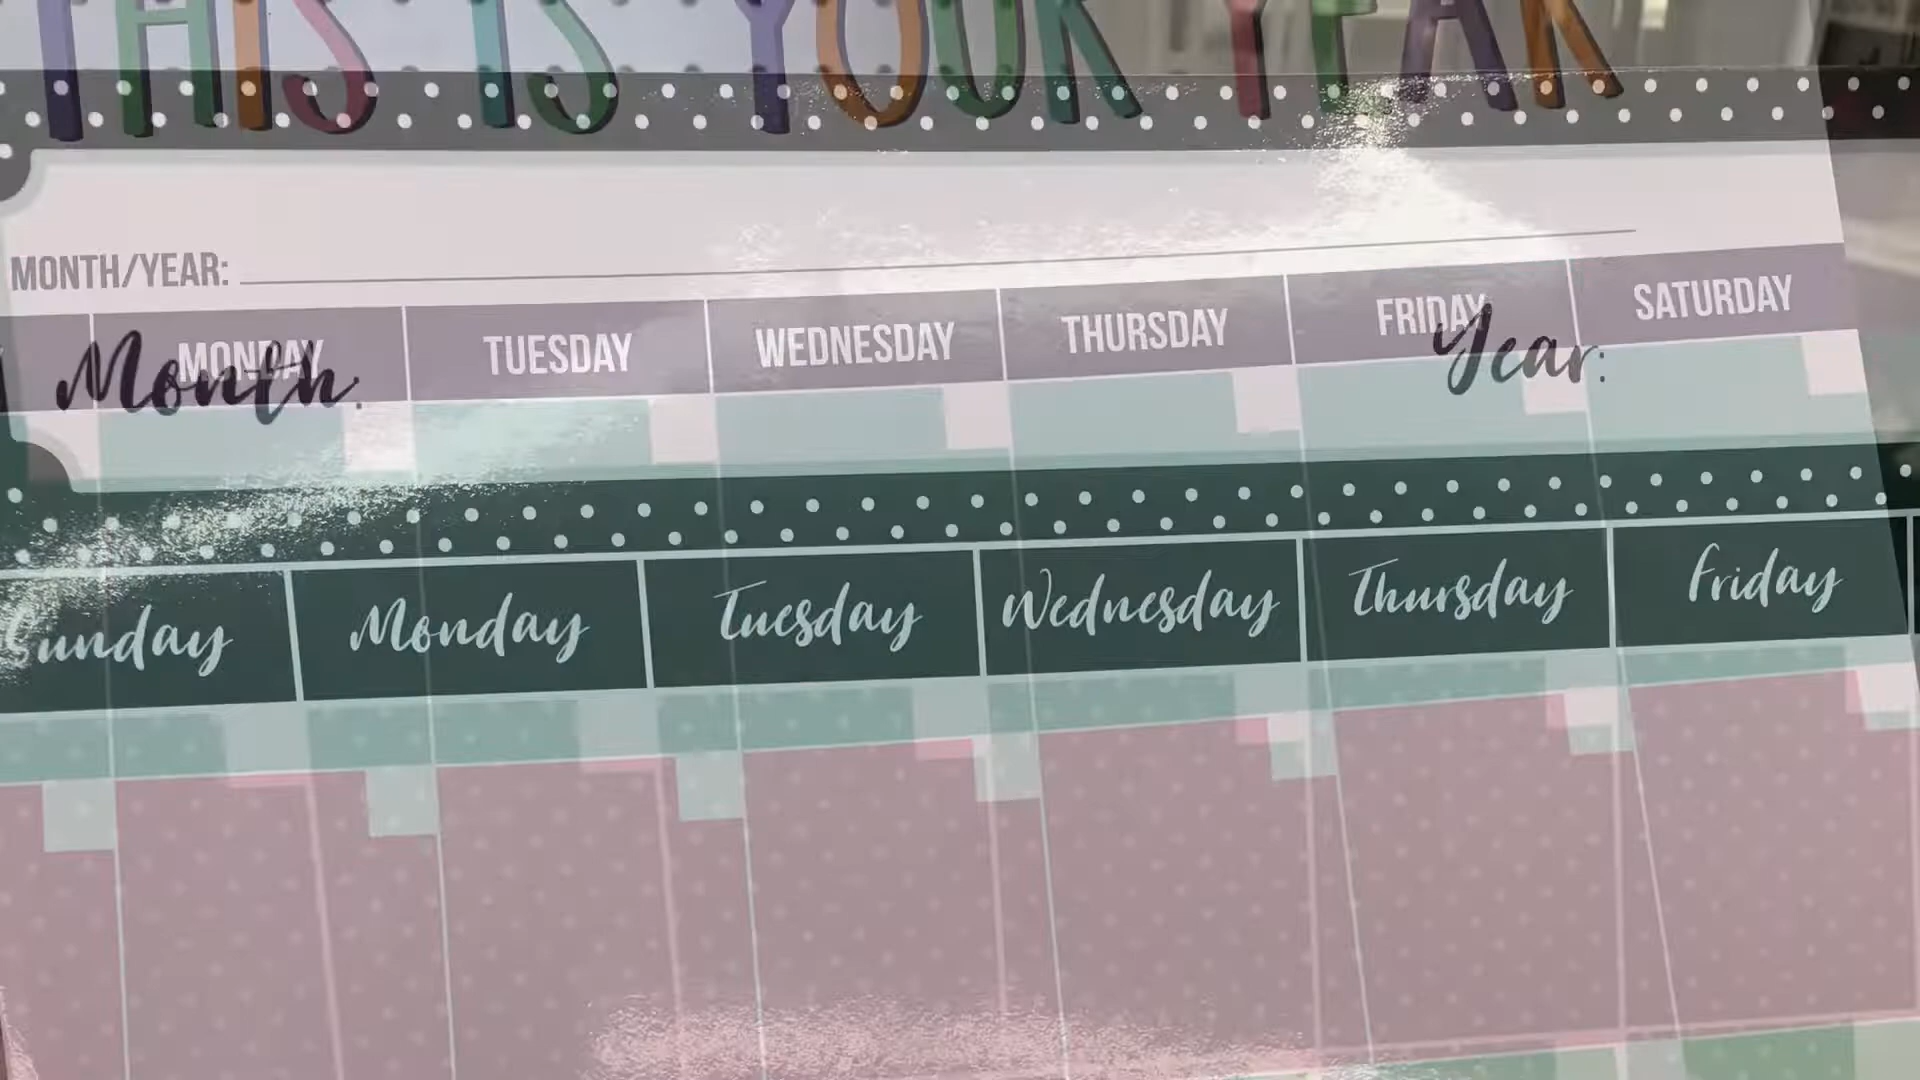 THIS IS YOUR YEAR
MONTH/YEAR:
MONDAY TUESDAY WEDNESDAY THURSDAY FRIDAY SATURDAY
Month: Year:
Sunday Monday Tuesday Wednesday Thursday Friday